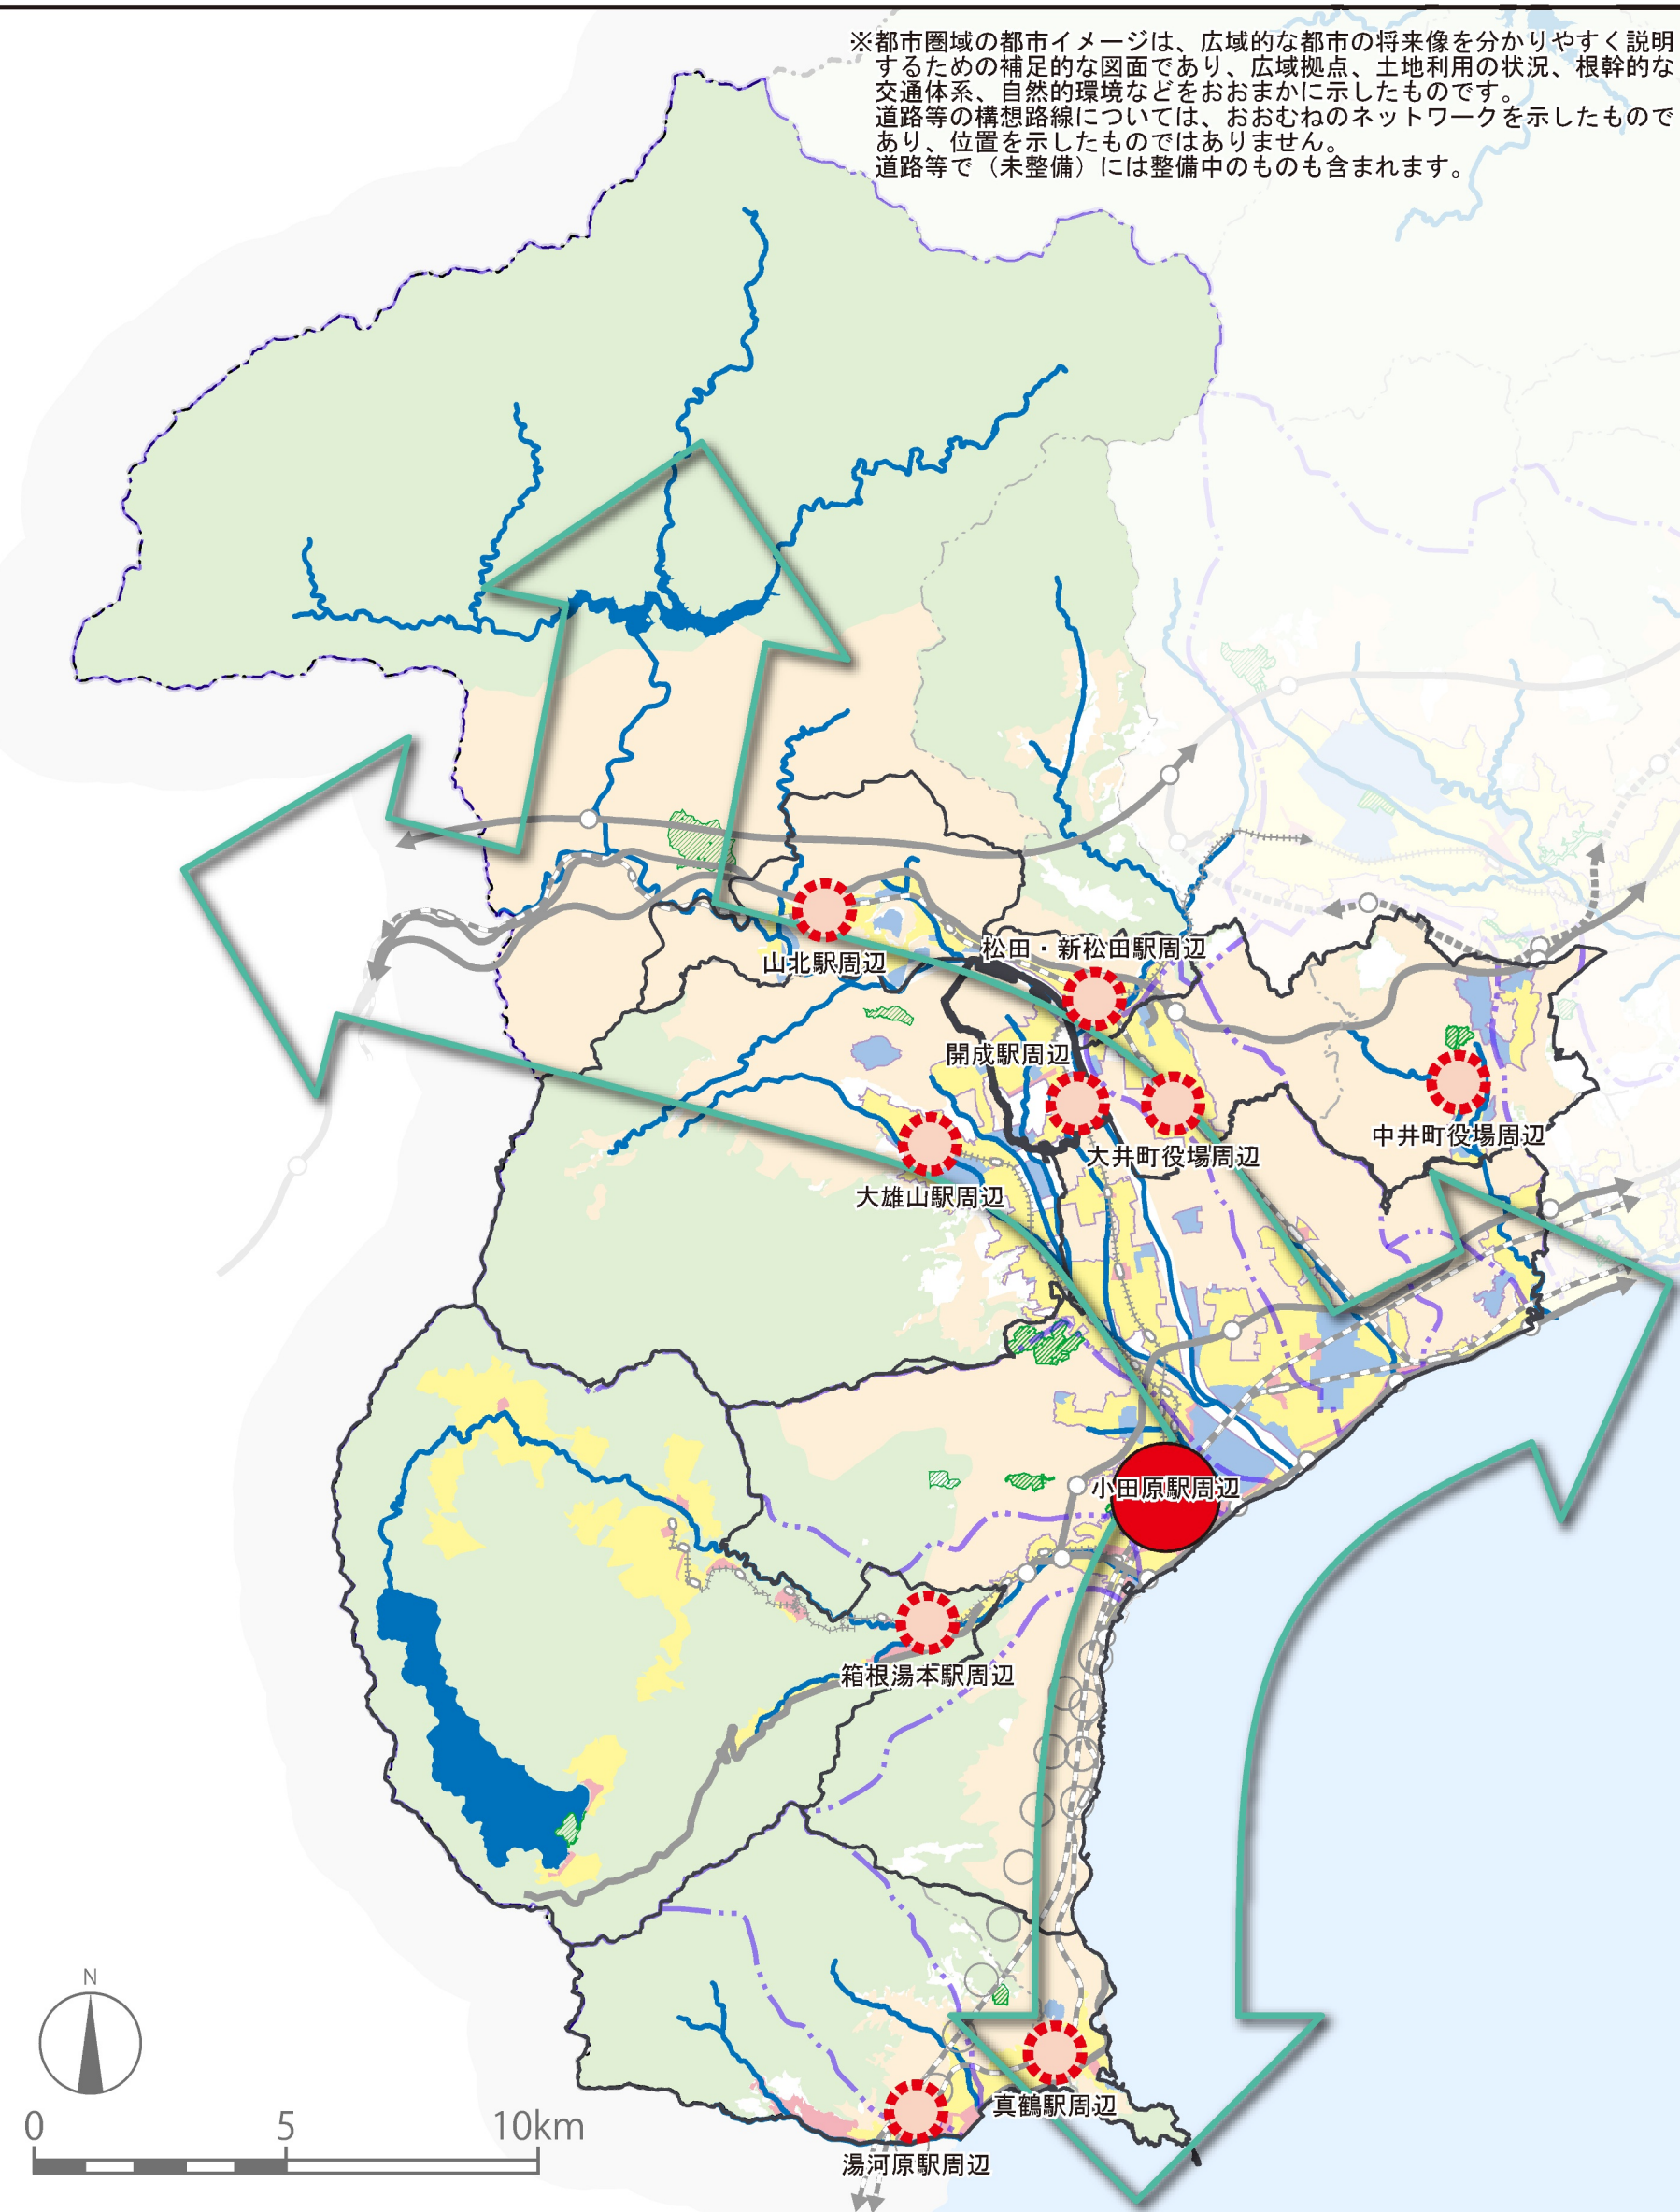 ※都市圏域の都市イメージは、広域的な都市の将来像を分かりやすく説明
するための補足的な図面であり、広域拠点、土地利用の状況、根幹的な
交通体系、自然的環境などをおおまかに示したものです。
道路等の構想路線については、おおむねのネットワークを示したもので
あり、位置を示したものではありません。
道路等で（未整備）には整備中のものも含まれます。
松田・新松田駅周辺
山北駅周辺
開成駅周辺
中井町役場周辺
大井町役場周辺
大雄山駅周辺
小田原駅周辺
箱根湯本駅周辺
真鶴駅周辺
湯河原駅周辺
N
0 5 10km